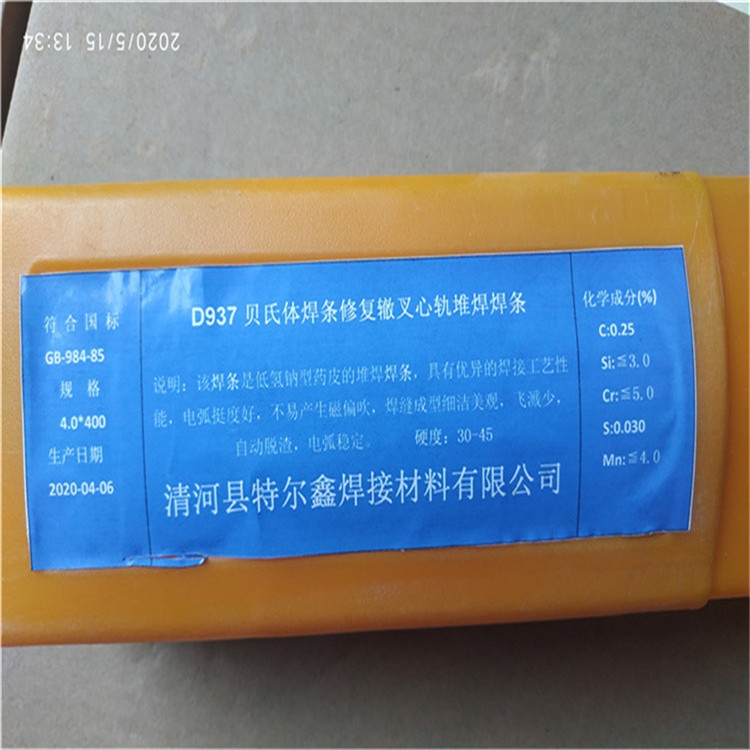 2020/5/15 13:34
符合国标
GB-984-85
规 格
4.0*400
生产日期
2020-04-06
D937 贝氏体焊条修复辙叉心轨堆焊焊条
说明：该焊条是低氢钠型药皮的堆焊焊条，具有优异的焊接工艺性
能，电弧挺度好，不易产生磁偏吹，焊缝成型细洁美观，飞溅少，
自动脱渣，电弧稳定。 硬度：30-45
清河县特尔鑫焊接材料有限公司
化学成分(%)
C:0.25
Si:≦3.0
Cr:≦5.0
S:0.030
Mn:≦4.0